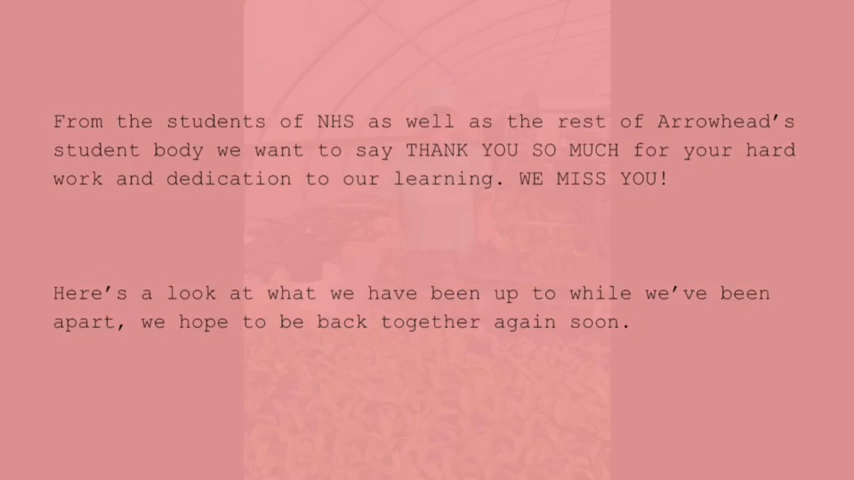 From the students of NHS as well as the rest of Arrowhead’s
student body we want to say THANK YOU SO MUCH for your hard
work and dedication to our learning. WE MISS YOU!
Here’s a look at what we have been up to while we’ve been
apart, we hope to be back together again soon.